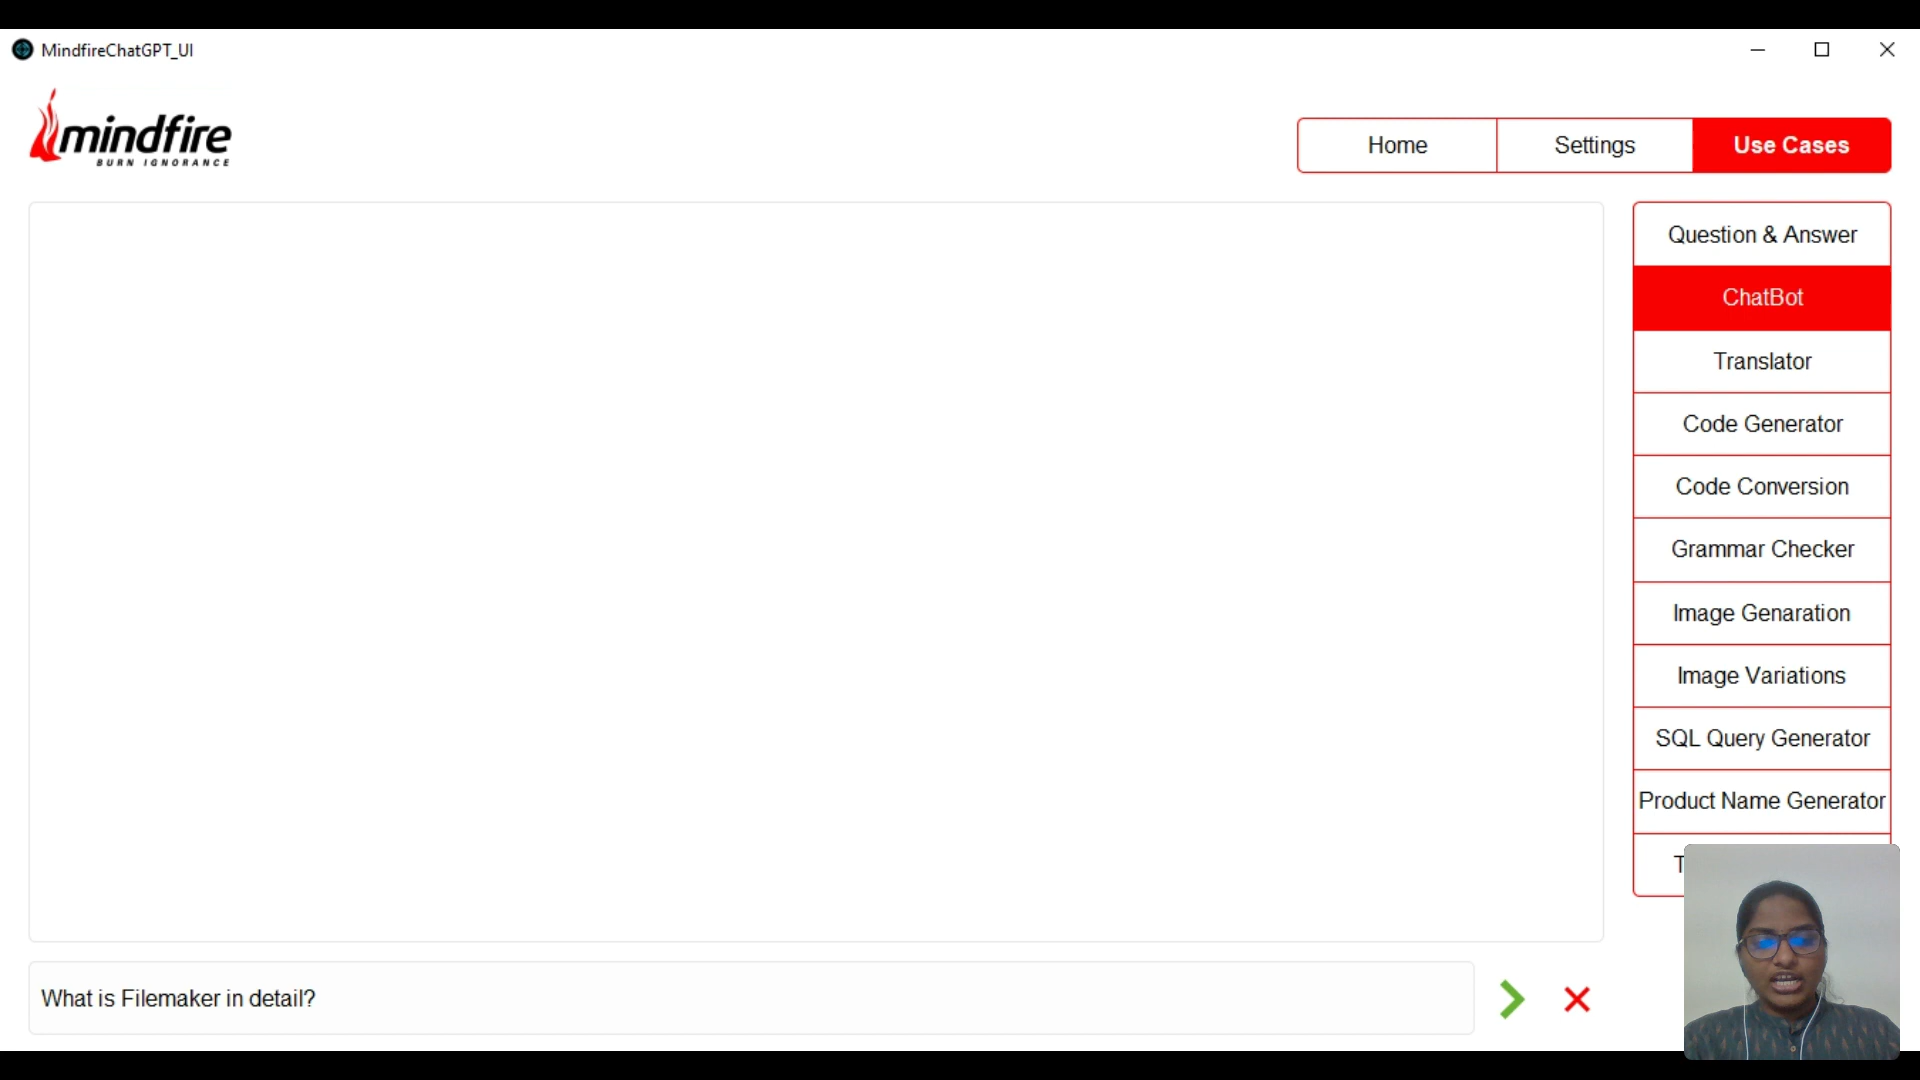 MindfireChatGPT_UI
mindfire
BURN IGNORANCE
Home
Settings
Use Cases
Question & Answer
ChatBot
Translator
Code Generator
Code Conversion
Grammar Checker
Image Genaration
Image Variations
SQL Query Generator
Product Name Generator
What is Filemaker in detail?